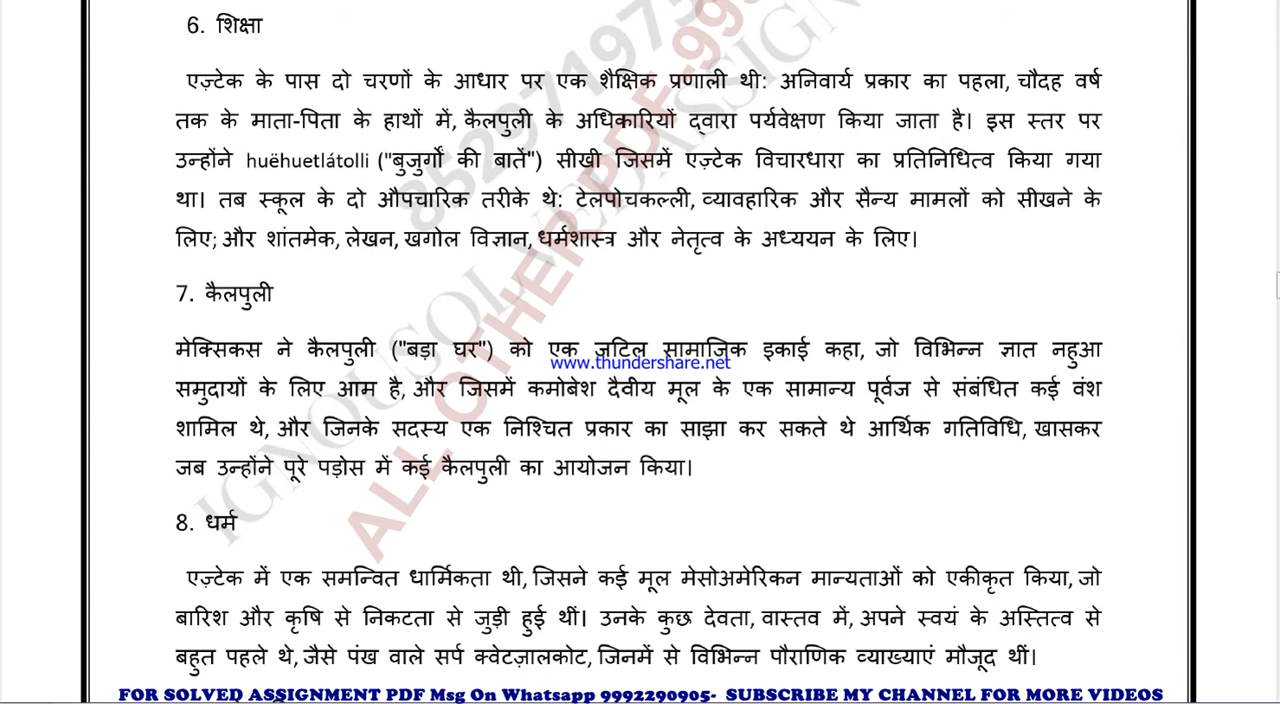 6. शिक्षा
एज़्टेक के पास दो चरणों के आधार पर एक शैक्षिक प्रणाली थी: अनिवार्य प्रकार का पहला, चौदह वर्ष
तक के माता-पिता के हाथों में, कैलपुली के अधिकारियों द्वारा पर्यवेक्षण किया जाता है। इस स्तर पर
उन्होंने huëhuetlátolli ("बुजुर्गों की बातें") सीखी जिसमें एज़्टेक विचारधारा का प्रतिनिधित्व किया गया
था। तब स्कूल के दो औपचारिक तरीके थे: टेलपोचकल्ली, व्यावहारिक और सैन्य मामलों को सीखने के
लिए; और शांतमेक, लेखन, खगोल विज्ञान, धर्मशास्त्र और नेतृत्व के अध्ययन के लिए।
7. कैलपुली
मेक्सिकस ने कैलपुली ("बड़ा घर") को एक जटिल सामाजिक इकाई कहा, जो विभिन्न ज्ञात नहुआ
www.thundershare.net
समुदायों के लिए आम है, और जिसमें कमोबेश दैवीय मूल के एक सामान्य पूर्वज से संबंधित कई वंश
शामिल थे, और जिनके सदस्य एक निश्चित प्रकार का साझा कर सकते थे आर्थिक गतिविधि, खासकर
जब उन्होंने पूरे पड़ोस में कई कैलपुली का आयोजन किया।
8. धर्म
एज़्टेक में एक समन्वित धार्मिकता थी, जिसने कई मूल मेसोअमेरिकन मान्यताओं को एकीकृत किया, जो
बारिश और कृषि से निकटता से जुड़ी हुई थीं। उनके कुछ देवता, वास्तव में, अपने स्वयं के अस्तित्व से
बहुत पहले थे, जैसे पंख वाले सर्प क्वेटज़ालकोट, जिनमें से विभिन्न पौराणिक व्याख्याएं मौजूद थीं।
FOR SOLVED ASSIGNMENT PDF Msg On Whatsapp 9992290905- SUBSCRIBE MY CHANNEL FOR MORE VIDEOS